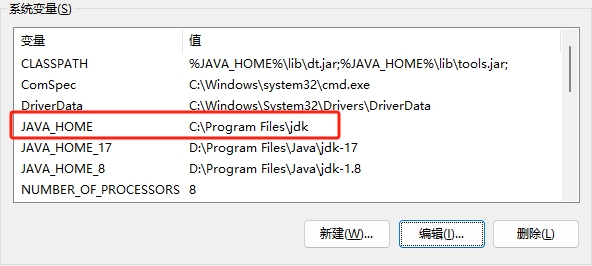 系统变量(S)
变量 值
CLASSPATH %JAVA_HOME%\lib\dt.jar;%JAVA_HOME%\lib\tools.jar;
ComSpec C:\Windows\system32\cmd.exe
DriverData C:\Windows\System32\Drivers\DriverData
JAVA_HOME C:\Program Files\jdk
JAVA_HOME_17 D:\Program Files\Java\jdk-17
JAVA_HOME_8 D:\Program Files\Java\jdk-1.8
NUMBER_OF_PROCESSORS 8
新建(W)... 编辑(I)... 删除(L)